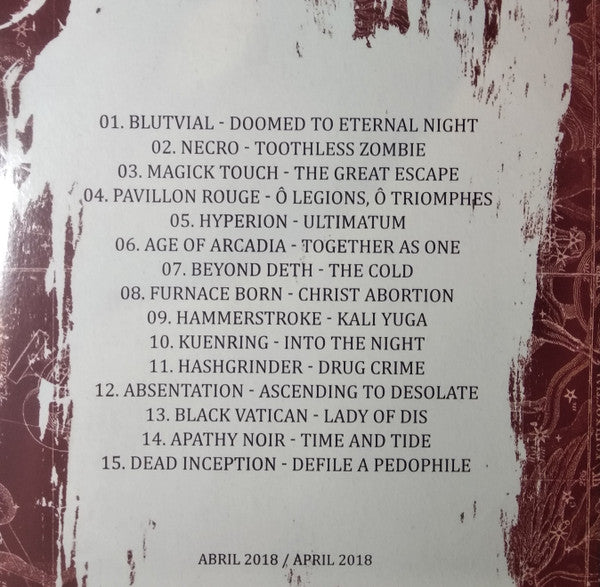 01. BLUTVIAL - DOOMED TO ETERNAL NIGHT
02. NECRO - TOOTHLESS ZOMBIE
03. MAGICK TOUCH - THE GREAT ESCAPE
04. PAVILLON ROUGE - Ô LEGIONS, Ô TRIOMPHES
05. HYPERION - ULTIMATUM
06. AGE OF ARCADIA - TOGETHER AS ONE
07. BEYOND DETH - THE COLD
08. FURNACE BORN - CHRIST ABORTION
09. HAMMERSTROKE - KALI YUGA
10. KUENRING - INTO THE NIGHT
11. HASHGRINDER - DRUG CRIME
12. ABSENTATION - ASCENDING TO DESOLATE
13. BLACK VATICAN - LADY OF DIS
14. APATHY NOIR - TIME AND TIDE
15. DEAD INCEPTION - DEFILE A PEDOPHILE
ABRIL 2018 / APRIL 2018